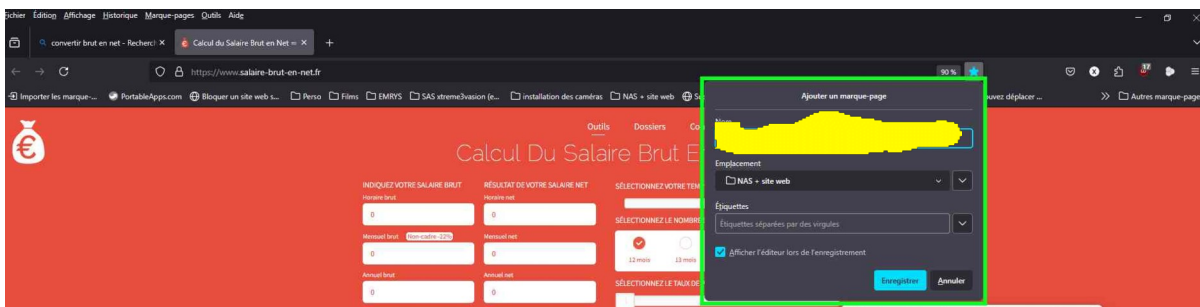 Fichier Édition Affichage Historique Marque-pages Outils Aide
convertir brut en net - Recherch
Calcul du Salaire Brut en Net =
https://www.salaire-brut-en-net.fr
90 %
17
Importer les marque-... PortableApps.com Bloquer un site web s... Perso Films EMRYS SAS xtreme3vasion (e... installation des caméras NAS + site web
ouvez déplacer ... Autres marque-page
Ajouter un marque-page
Nom
Emplacement
NAS + site web
Étiquettes
Étiquettes séparées par des virgules
Afficher l'éditeur lors de l'enregistrement
Enregistrer Annuler
Outils Dossiers
Calcul Du Salaire Brut E
INDIQUEZ VOTRE SALAIRE BRUT
Horaire brut
0
Mensuel brut Non-cadre -22%
0
Annuel brut
0
RÉSULTAT DE VOTRE SALAIRE NET
Horaire net
0
Mensuel net
0
Annuel net
0
SÉLECTIONNEZ VOTRE TEM
SÉLECTIONNEZ LE NOMBRE
12 mois 13 mois
SÉLECTIONNEZ LE TAUX DE